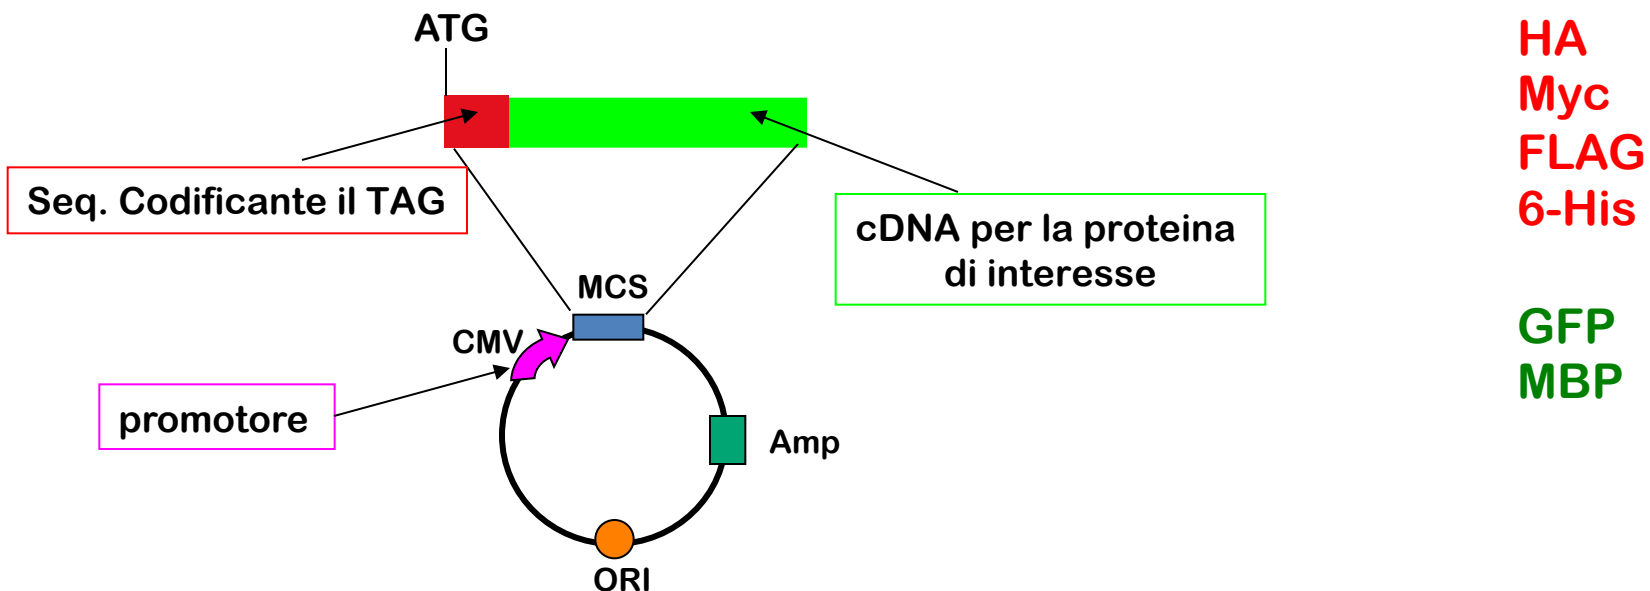 ATG
Seq. Codificante il TAG
cDNA per la proteina
di interesse
MCS
CMV
promotore
Amp
ORI
HA
Myc
FLAG
6-His
GFP
MBP